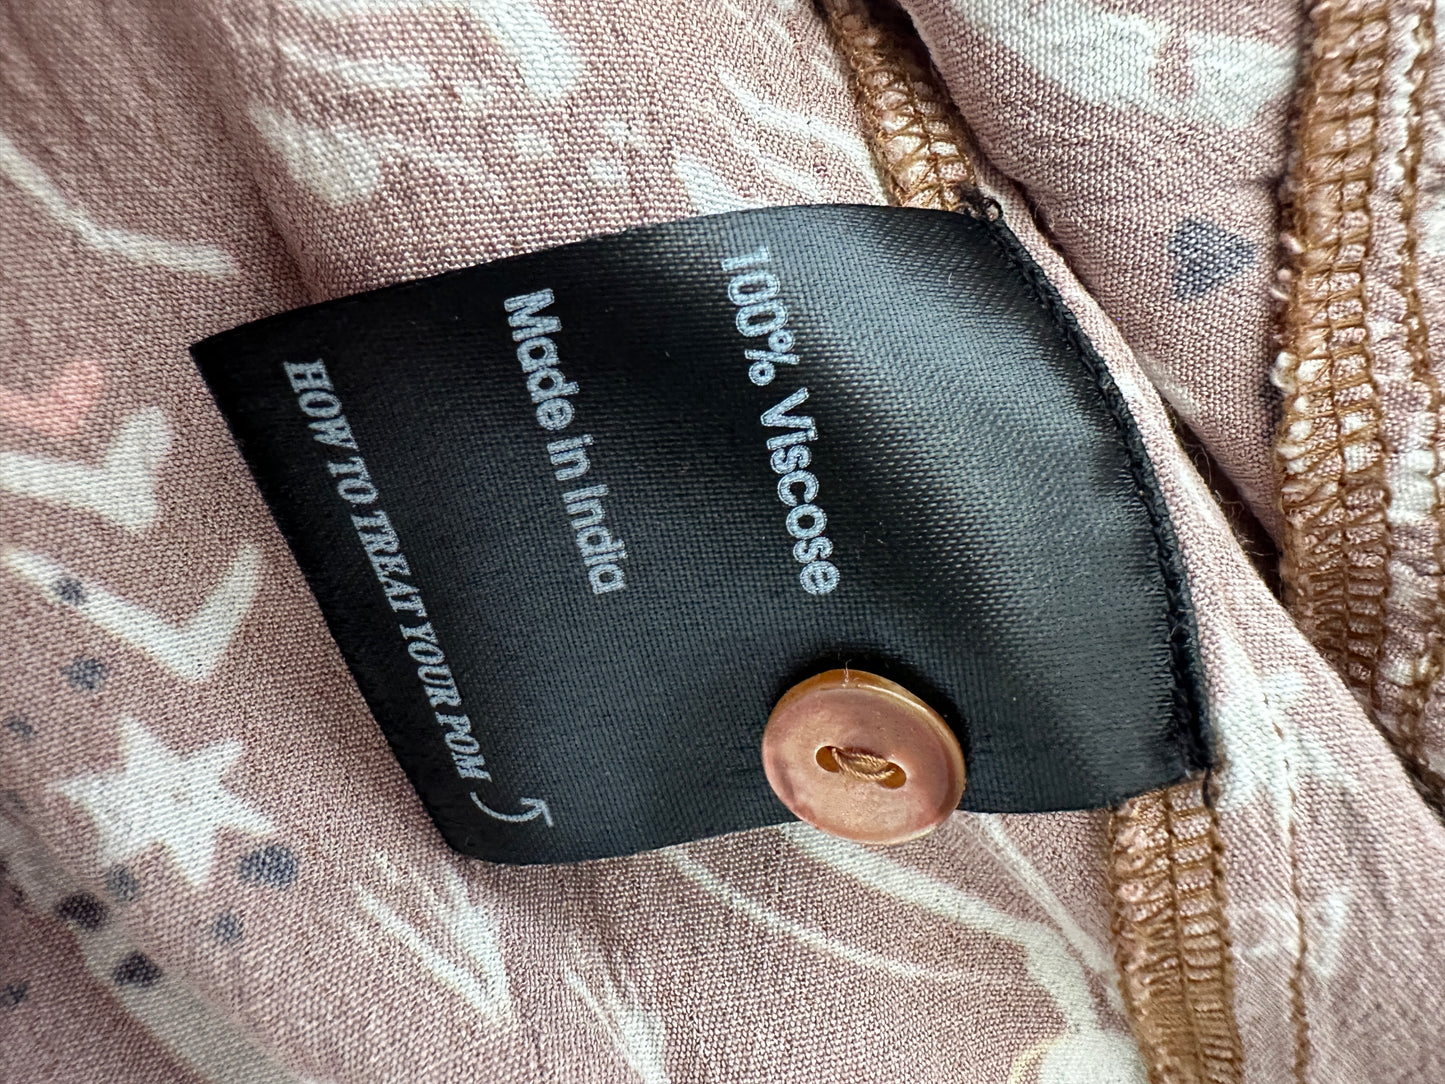 100% Viscose
Made in India
HOW TO TREAT YOUR POM